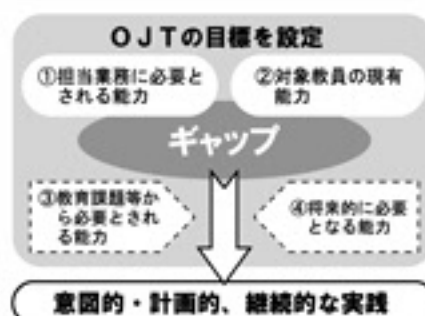 ＯＪＴの目標を設定
①担当業務に必要と
される能力
②対象教員の現有
能力
ギャップ
③教育課題等か
ら必要とされ
る能力
④将来的に必要
となる能力
意図的・計画的、継続的な実践